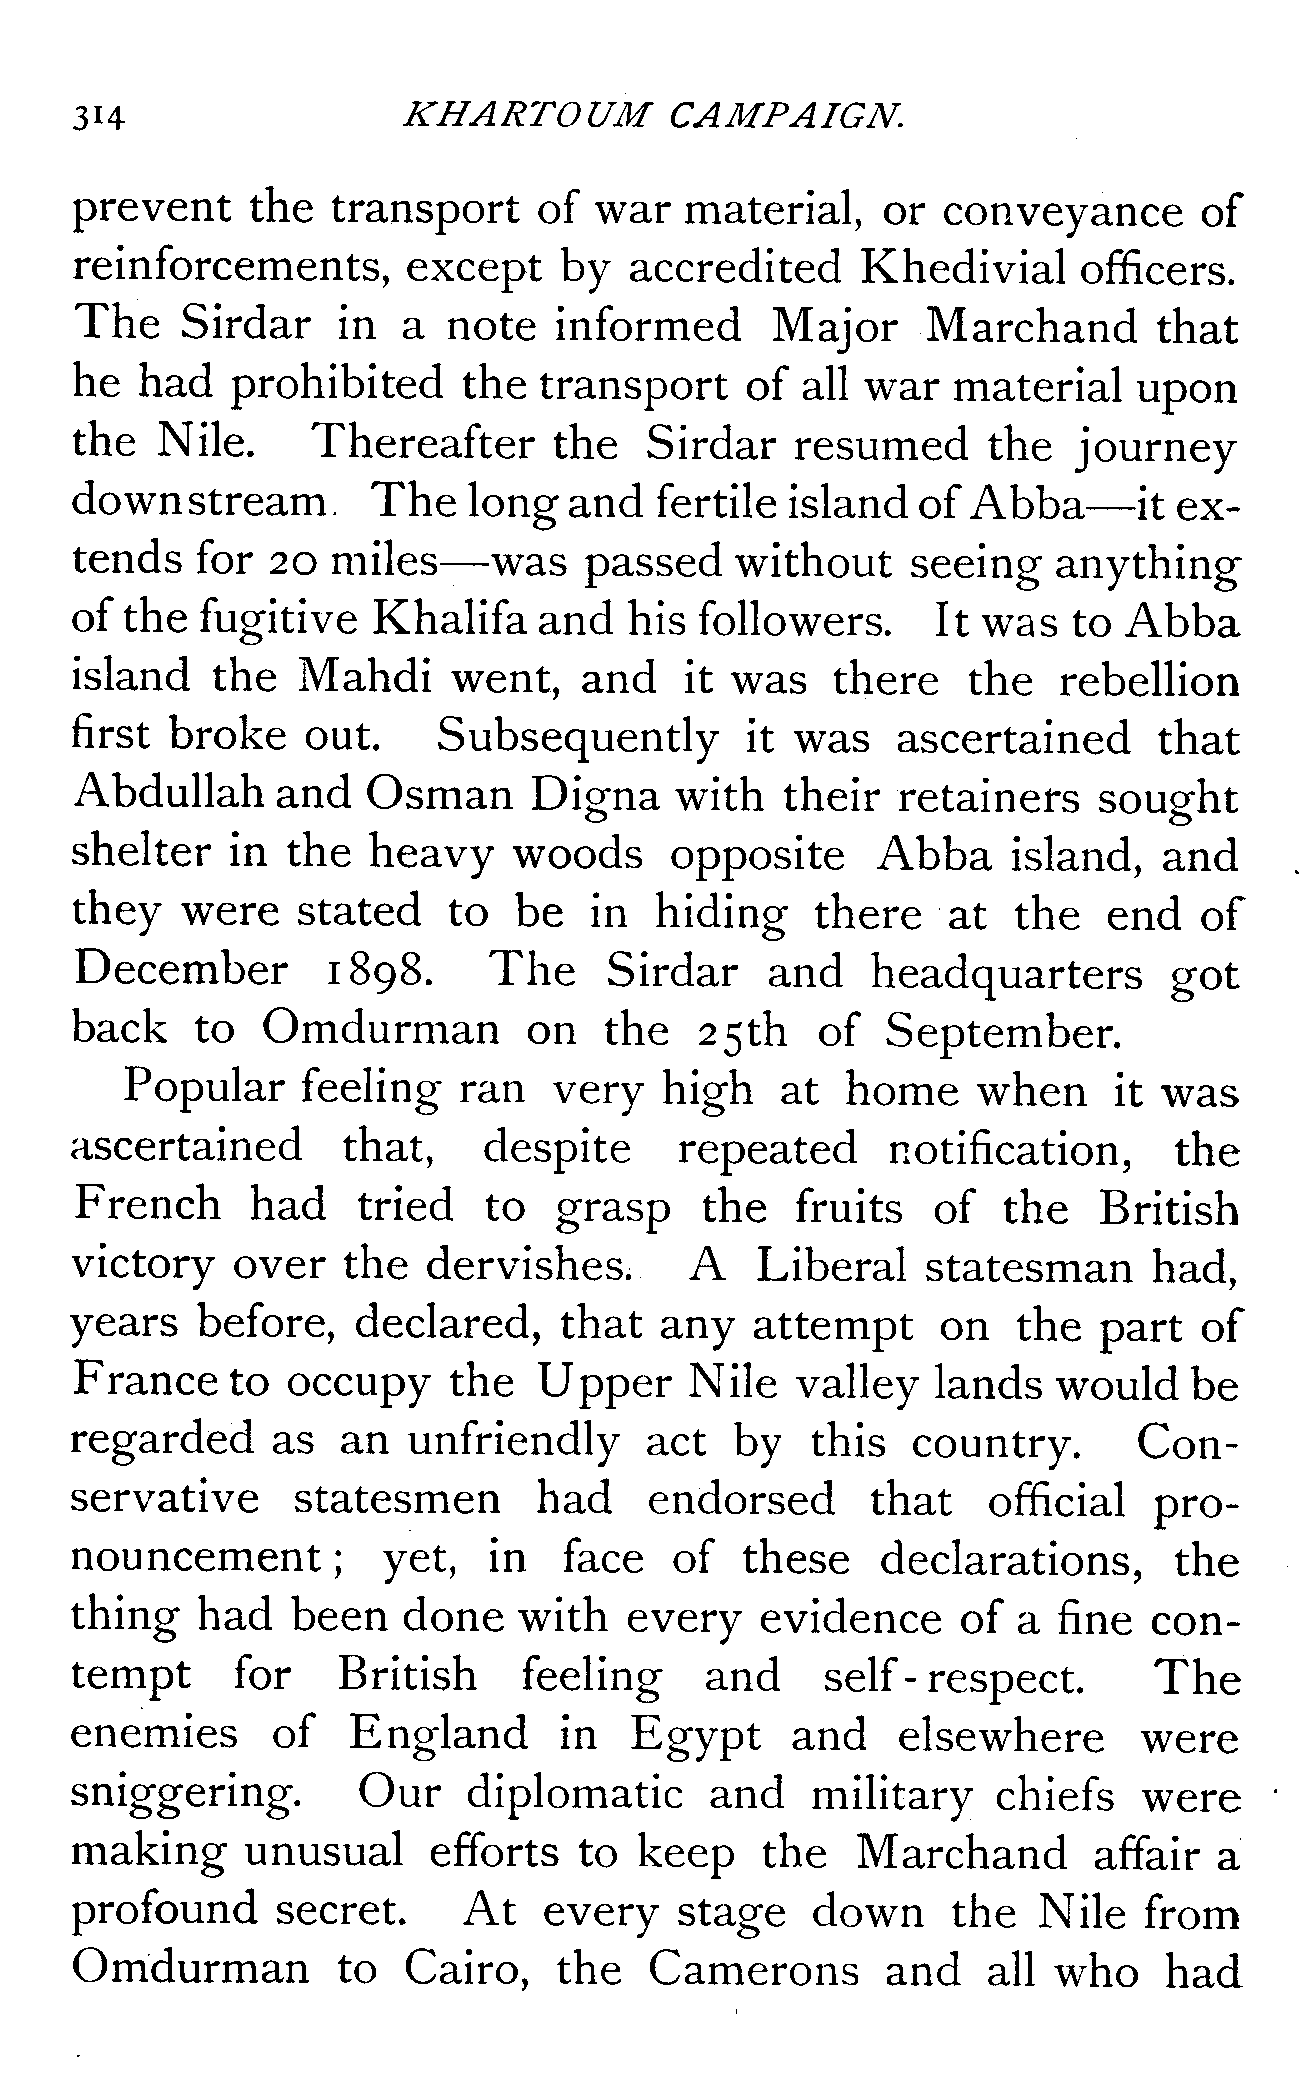 314 KHARTOUM CAMPAIGN.
prevent the transport of war material, or conveyance of
reinforcements, except by accredited Khedivial officers.
The Sirdar in a note informed Major Marchand that
he had prohibited the transport of all war material upon
the Nile. Thereafter the Sirdar resumed the journey
downstream. The long and fertile island of Abba—it ex-
tends for 20 miles—was passed without seeing anything
of the fugitive Khalifa and his followers. It was to Abba
island the Mahdi went, and it was there the rebellion
first broke out. Subsequently it was ascertained that
Abdullah and Osman Digna with their retainers sought
shelter in the heavy woods opposite Abba island, and
they were stated to be in hiding there at the end of
December 1898. The Sirdar and headquarters got
back to Omdurman on the 25th of September.
Popular feeling ran very high at home when it was
ascertained that, despite repeated notification, the
French had tried to grasp the fruits of the British
victory over the dervishes. A Liberal statesman had,
years before, declared, that any attempt on the part of
France to occupy the Upper Nile valley lands would be
regarded as an unfriendly act by this country. Con-
servative statesmen had endorsed that official pro-
nouncement; yet, in face of these declarations, the
thing had been done with every evidence of a fine con-
tempt for British feeling and self-respect. The
enemies of England in Egypt and elsewhere were
sniggering. Our diplomatic and military chiefs were
making unusual efforts to keep the Marchand affair a
profound secret. At every stage down the Nile from
Omdurman to Cairo, the Camerons and all who had